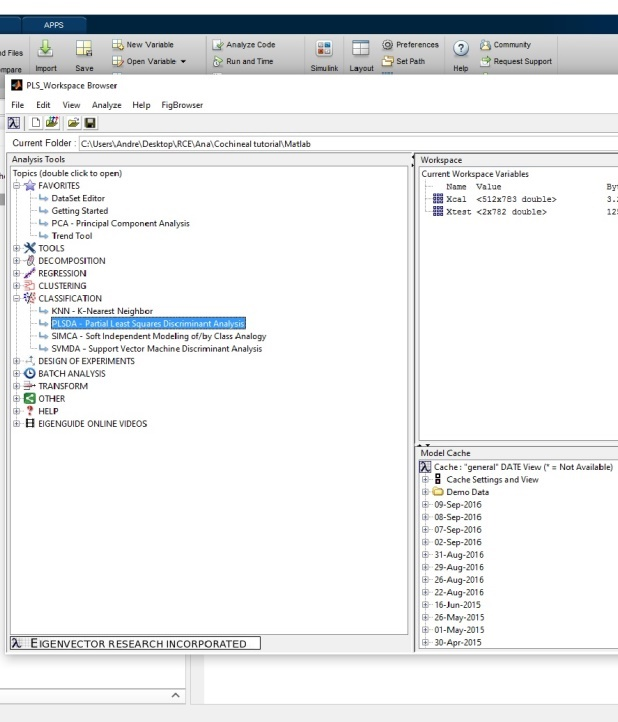 APPS
nd Files
mpare
Import
Save
New Variable
Open Variable
Analyze Code
Run and Time
Simulink
Layout
Preferences
Set Path
Help
Community
Request Support
PLS_Workspace Browser
File Edit View Analyze Help FigBrowser
Current Folder : C:\Users\Andre\Desktop\RCE\Ana\Cochineal tutorial\Matlab
Analysis Tools
Topics (double click to open)
FAVORITES
DataSet Editor
Getting Started
PCA - Principal Component Analysis
Trend Tool
TOOLS
DECOMPOSITION
REGRESSION
CLUSTERING
CLASSIFICATION
KNN - K-Nearest Neighbor
PLSDA - Partial Least Squares Discriminant Analysis
SIMCA - Soft Independent Modeling of/by Class Analogy
SVMDA - Support Vector Machine Discriminant Analysis
DESIGN OF EXPERIMENTS
BATCH ANALYSIS
TRANSFORM
OTHER
HELP
EIGENGUIDE ONLINE VIDEOS
EIGENVECTOR RESEARCH INCORPORATED
Workspace
Current Workspace Variables
Name Value By
Xcal <512x783 double> 3.
Xtest <2x782 double> 12
Model Cache
Cache : "general" DATE View (* = Not Available)
Cache Settings and View
Demo Data
09-Sep-2016
08-Sep-2016
07-Sep-2016
02-Sep-2016
31-Aug-2016
29-Aug-2016
26-Aug-2016
22-Aug-2016
16-Jun-2015
26-May-2015
01-May-2015
30-Apr-2015